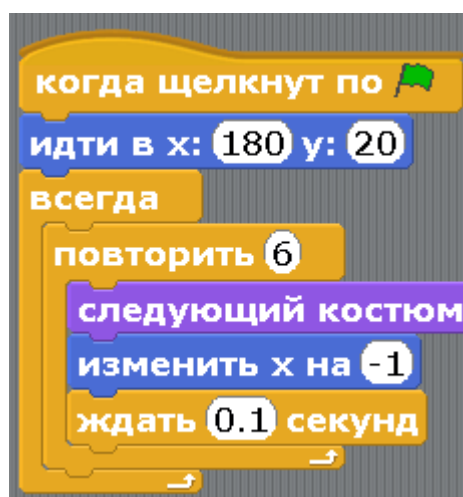 когда щелкнут по
идти в x: 180 y: 20
всегда
повторить 6
следующий костюм
изменить x на -1
ждать 0.1 секунд